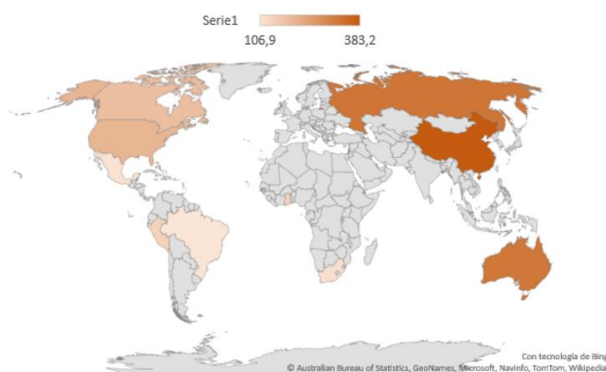 Serie1
106,9 383,2
Con tecnología de Bing
© Australian Bureau of Statistics, GeoNames, Microsoft, Navinfo, TomTom, Wikipedia